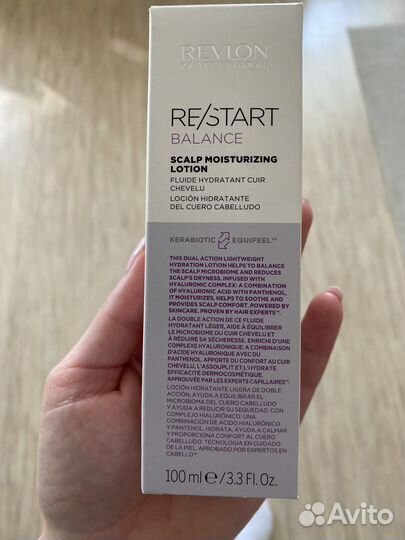 REVLON
PROFESSIONAL
RE/START
BALANCE
SCALP MOISTURIZING
LOTION
FLUIDE HYDRATANT CUIR
CHEVELU
LOCIÓN HIDRATANTE
DEL CUERO CABELLUDO
KERABIOTIC EQUIFEEL™
THIS DUAL ACTION LIGHTWEIGHT
HYDRATION LOTION HELPS TO BALANCE
THE SCALP MICROBIOME AND REDUCES
SCALP'S DRYNESS. INFUSED WITH
HYALURONIC COMPLEX: A COMBINATION
OF HYALURONIC ACID WITH PANTHENOL,
IT MOISTURIZES, HELPS TO SOOTHE AND
PROVIDES SCALP COMFORT. POWERED BY
SKINCARE, PROVEN BY HAIR EXPERTS™.
LA DOUBLE ACTION DE CE FLUIDE
HYDRATANT LÉGER, AIDE À ÉQUILIBRER
LE MICROBIOME DU CUIR CHEVELU ET
À RÉDUIRE SA SÉCHERESSE. ENRICHI D'UNE
COMPLEXE HYALURONIQUE: A COMBINAISON
D'ACIDE HYALURONIQUE AVEC DU
PANTHÉNOL. APPORTE DU CONFORT AU CUIR
CHEVELU, L'ASSOUPLIT ET L'HYDRATE.
EFFICACITÉ DERMOCOSMÉTIQUE,
APPROUVÉE PAR LES EXPERTS CAPILLAIRES™.
LOCIÓN HIDRATANTE LIGERA DE DOBLE
ACCIÓN, AYUDA A EQUILIBRAR EL
MICROBIOMA DEL CUERO CABELLUDO
Y AYUDA A REDUCIR SU SEQUEDAD. CON
COMPLEJO HIALURÓNICO: UNA
COMBINACIÓN DE ÁCIDO HIALURÓNICO
Y PANTENOL. HIDRATA, AYUDA A CALMAR
Y PROPORCIONA CONFORT AL CUERO
CABELLUDO. TECNOLOGÍA EN CUIDADO
DE LA PIEL, APROBADO POR EXPERTOS EN
CABELLO™.
100 ml e / 3.3 Fl. Oz.
Avito